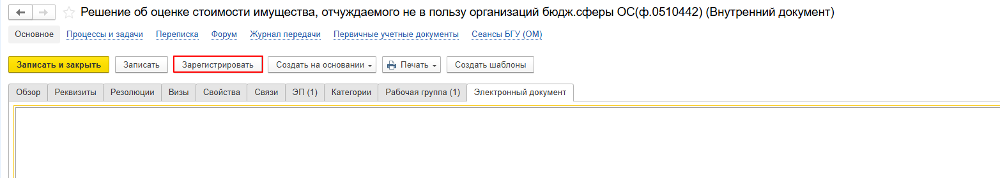 Решение об оценке стоимости имущества, отчуждаемого не в пользу организаций бюдж.сферы ОС(ф.0510442) (Внутренний документ)
Основное Процессы и задачи Переписка Форум Журнал передачи Первичные учетные документы Сеансы БГУ (ОМ)
Записать и закрыть Записать Зарегистрировать Создать на основании Печать Создать шаблоны
Обзор Реквизиты Резолюции Визы Свойства Связи ЭП (1) Категории Рабочая группа (1) Электронный документ